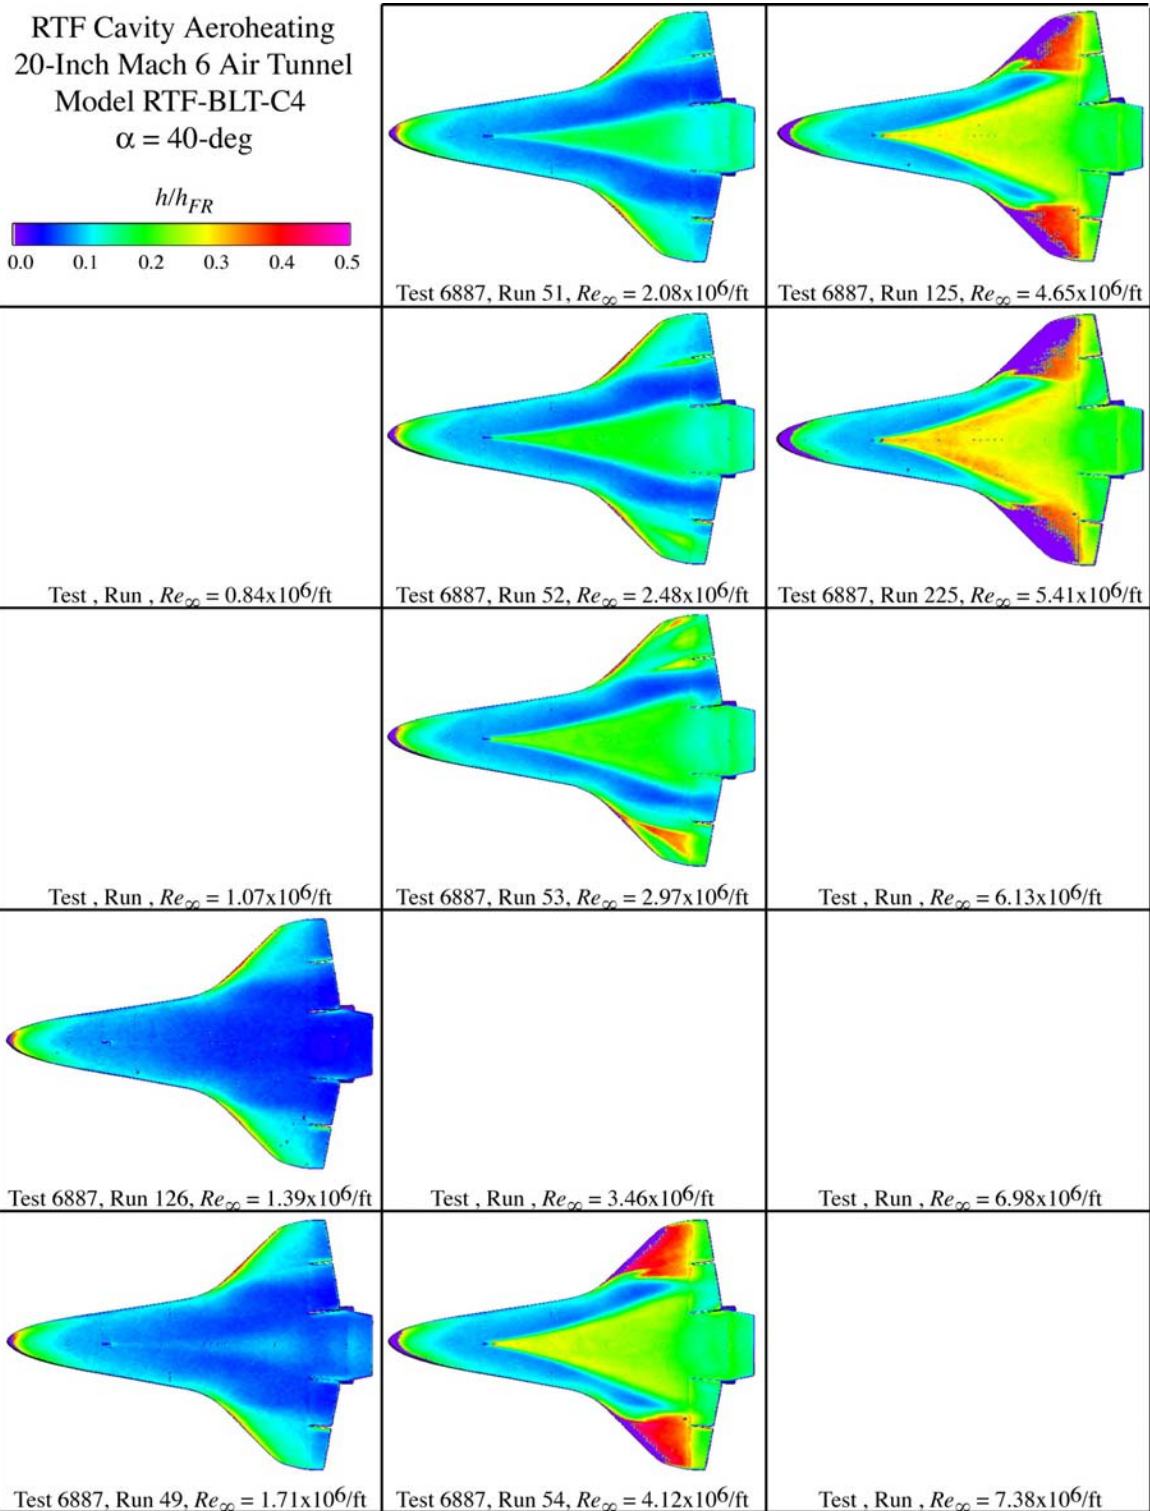 RTF Cavity Aeroheating
20-Inch Mach 6 Air Tunnel
Model RTF-BLT-C4
α = 40-deg
h/h_FR
0.0 0.1 0.2 0.3 0.4 0.5
Test 6887, Run 51, Re∞ = 2.08x10⁶/ft
Test 6887, Run 125, Re∞ = 4.65x10⁶/ft
Test , Run , Re∞ = 0.84x10⁶/ft
Test 6887, Run 52, Re∞ = 2.48x10⁶/ft
Test 6887, Run 225, Re∞ = 5.41x10⁶/ft
Test , Run , Re∞ = 1.07x10⁶/ft
Test 6887, Run 53, Re∞ = 2.97x10⁶/ft
Test , Run , Re∞ = 6.13x10⁶/ft
Test 6887, Run 126, Re∞ = 1.39x10⁶/ft
Test , Run , Re∞ = 3.46x10⁶/ft
Test , Run , Re∞ = 6.98x10⁶/ft
Test 6887, Run 49, Re∞ = 1.71x10⁶/ft
Test 6887, Run 54, Re∞ = 4.12x10⁶/ft
Test , Run , Re∞ = 7.38x10⁶/ft